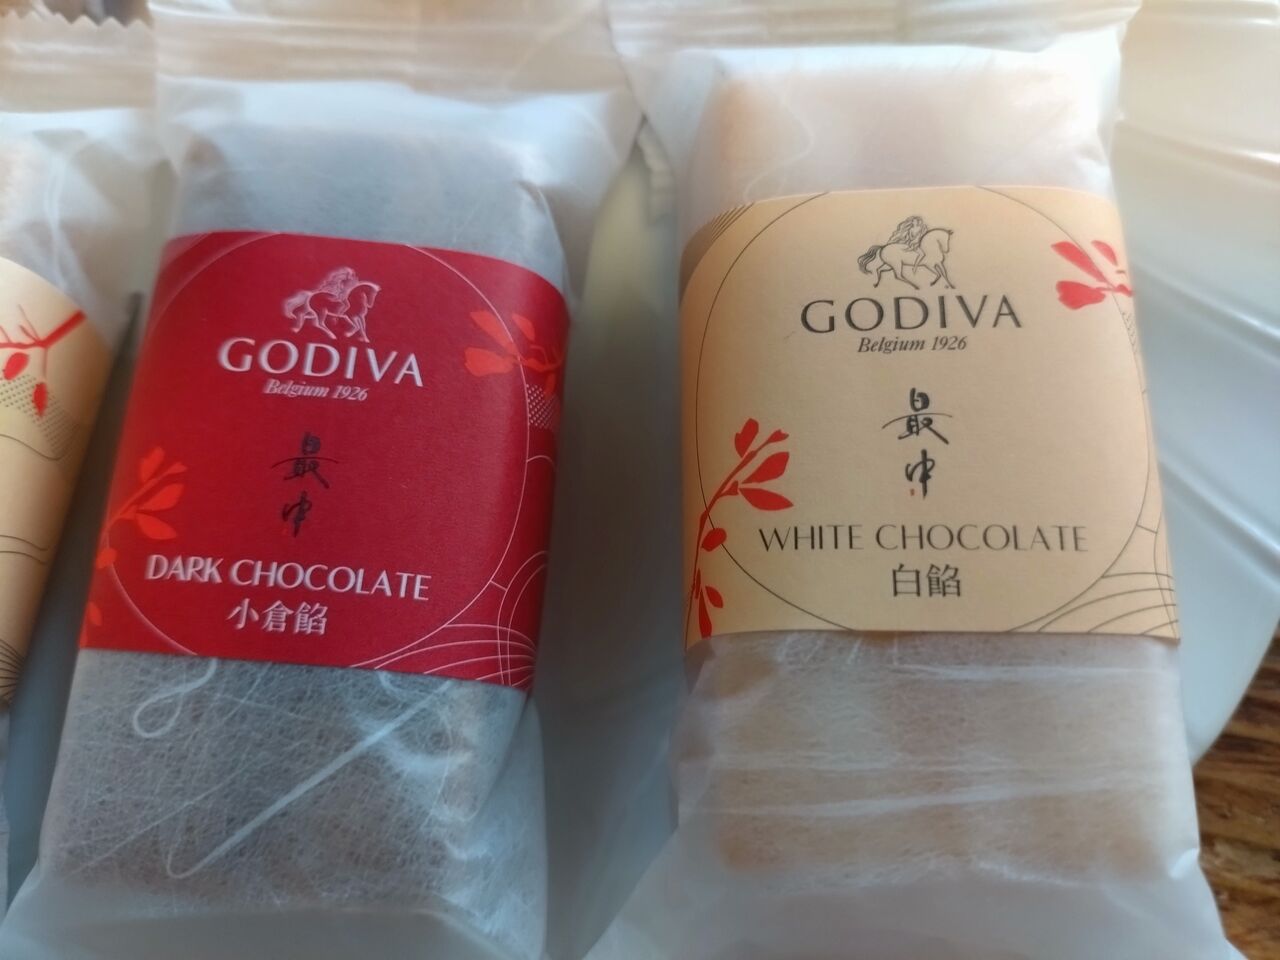 GODIVA
Belgium 1926
最中
DARK CHOCOLATE
小倉餡
GODIVA
Belgium 1926
最中
WHITE CHOCOLATE
白餡